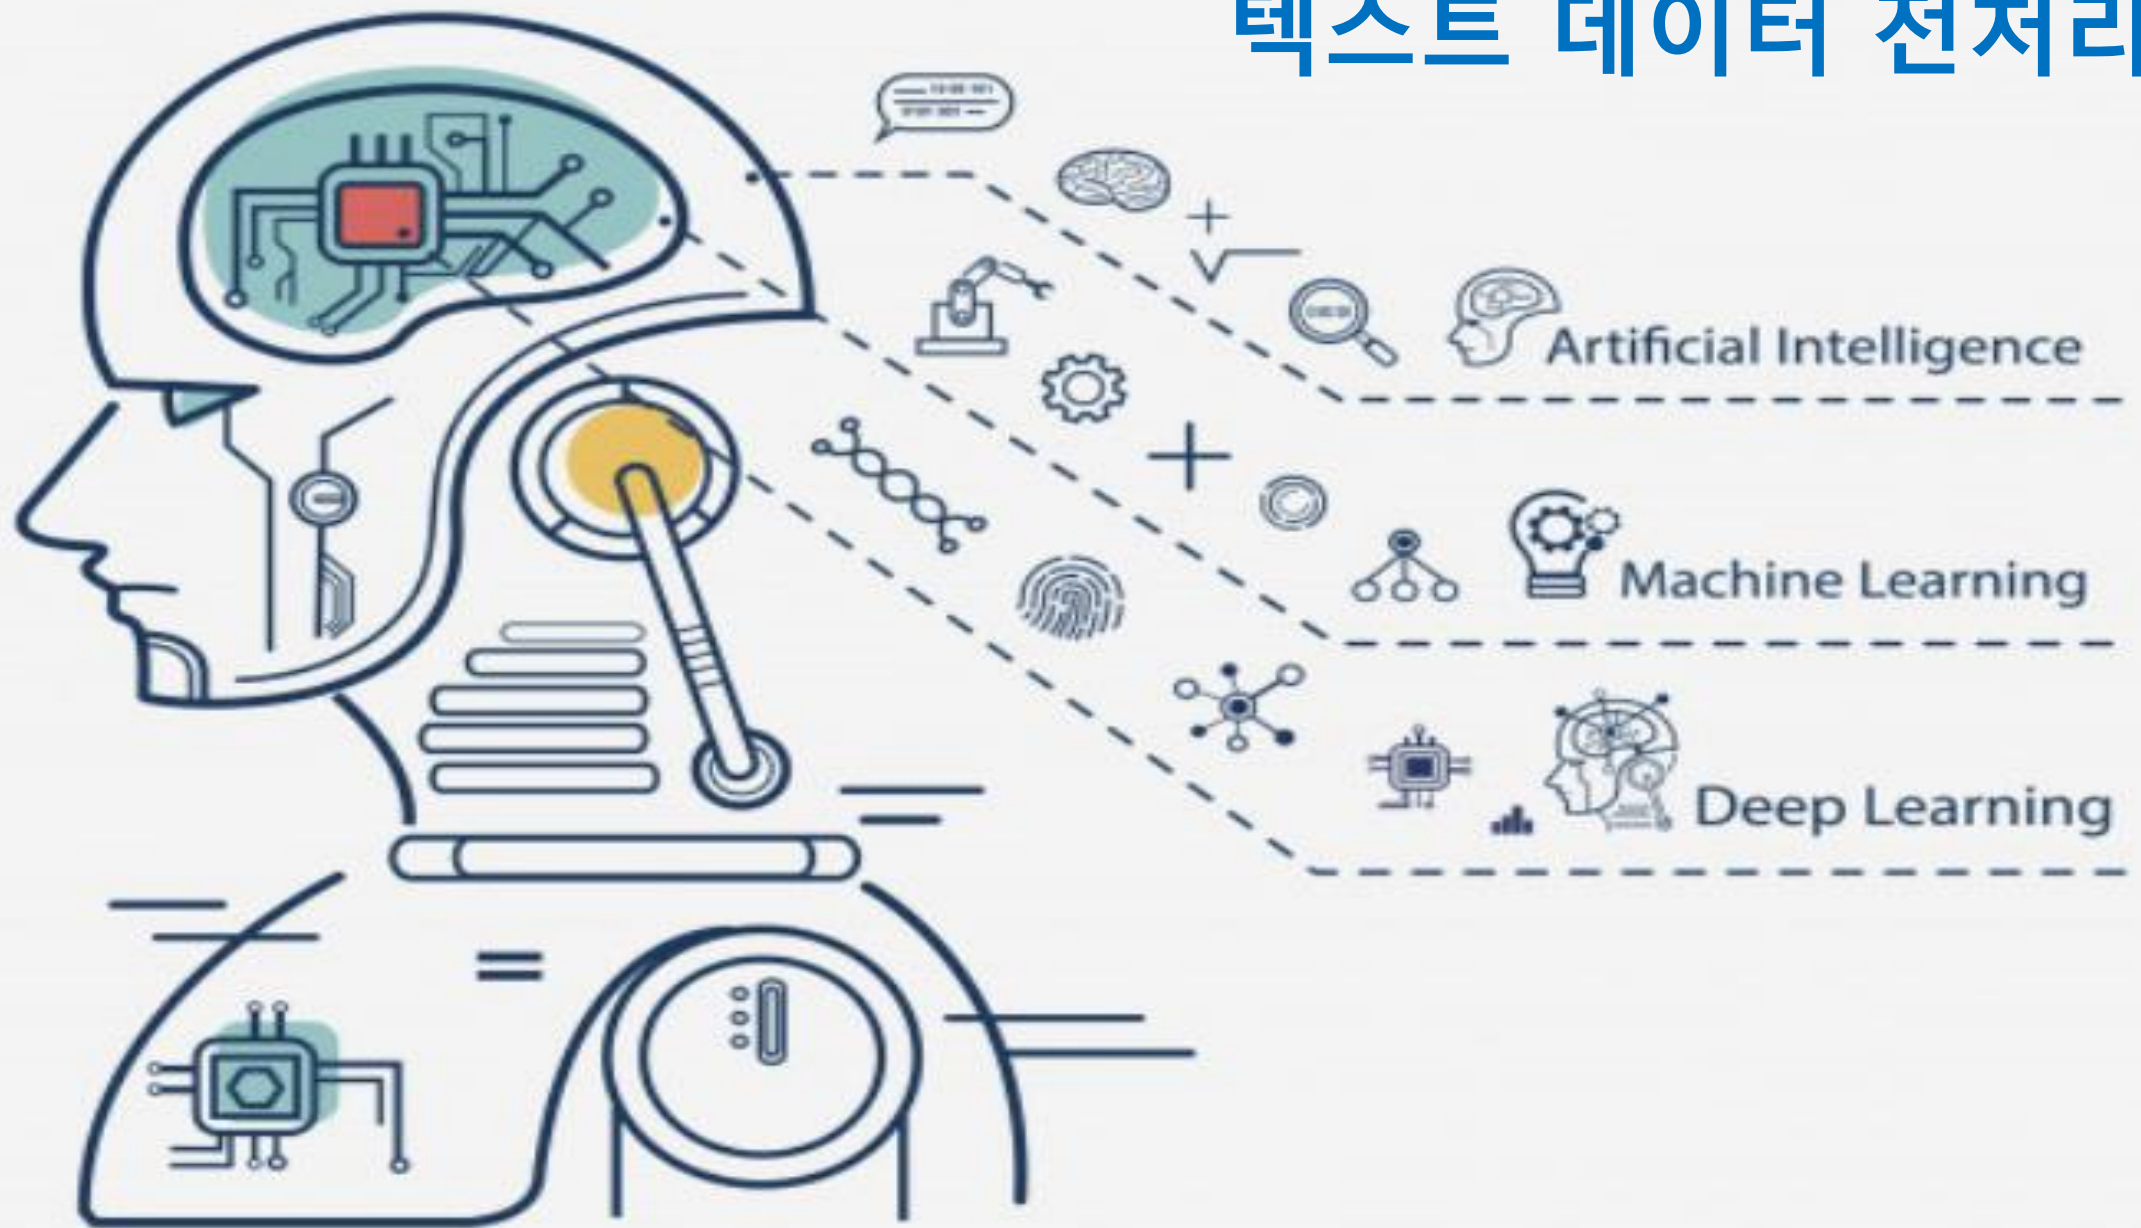 텍스트 데이터 전처리
Artificial Intelligence
Machine Learning
Deep Learning